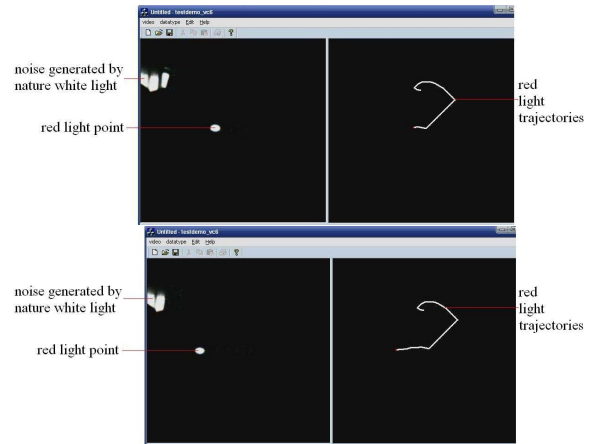 Untitled - testdemo_vc6
video datatype Edit Help
noise generated by
nature white light
red light point
red
light
trajectories
Untitled - testdemo_vc6
video datatype Edit Help
noise generated by
nature white light
red light point
red
light
trajectories